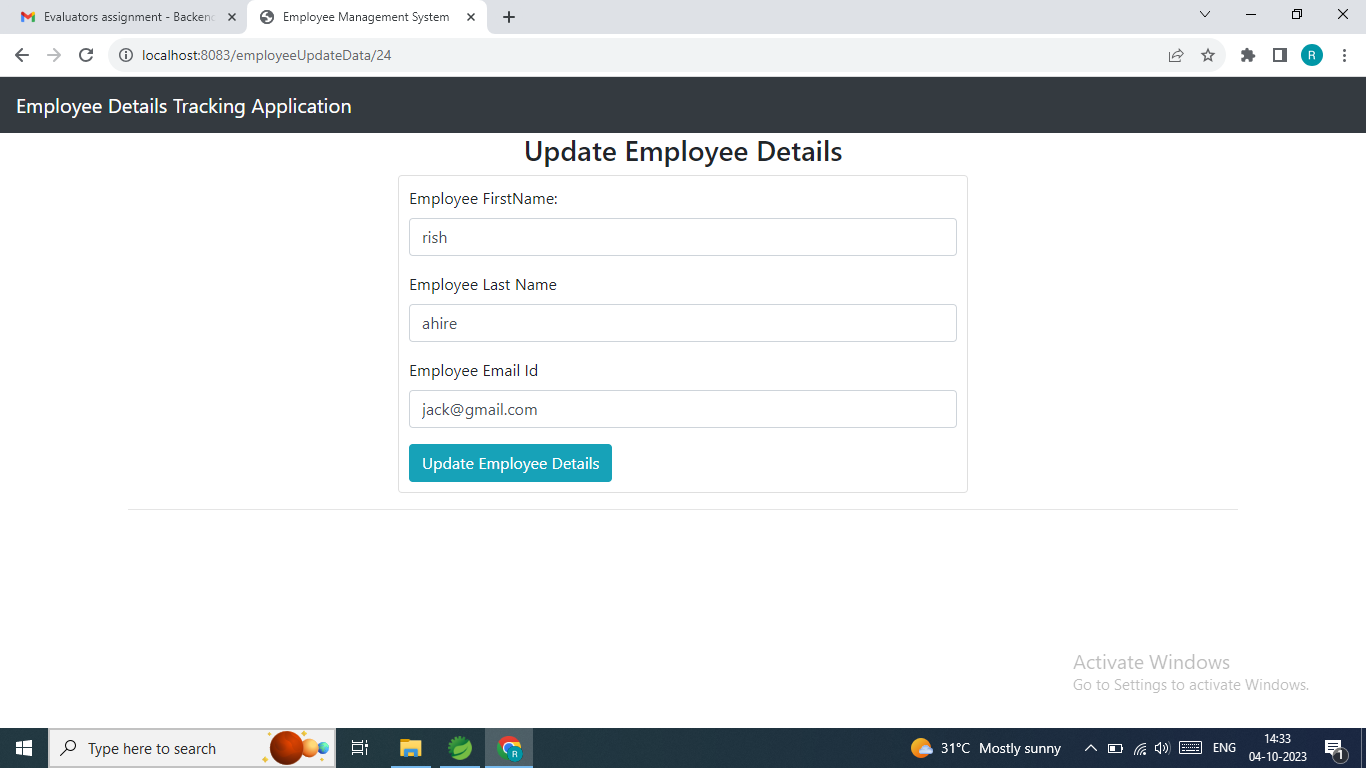 Evaluators assignment - Backend
Employee Management System
localhost:8083/employeeUpdateData/24
R
Employee Details Tracking Application
Update Employee Details
Employee FirstName:
rish
Employee Last Name
ahire
Employee Email Id
jack@gmail.com
Update Employee Details
Activate Windows
Go to Settings to activate Windows.
Type here to search
R
31°C Mostly sunny
ENG
14:33
04-10-2023
1